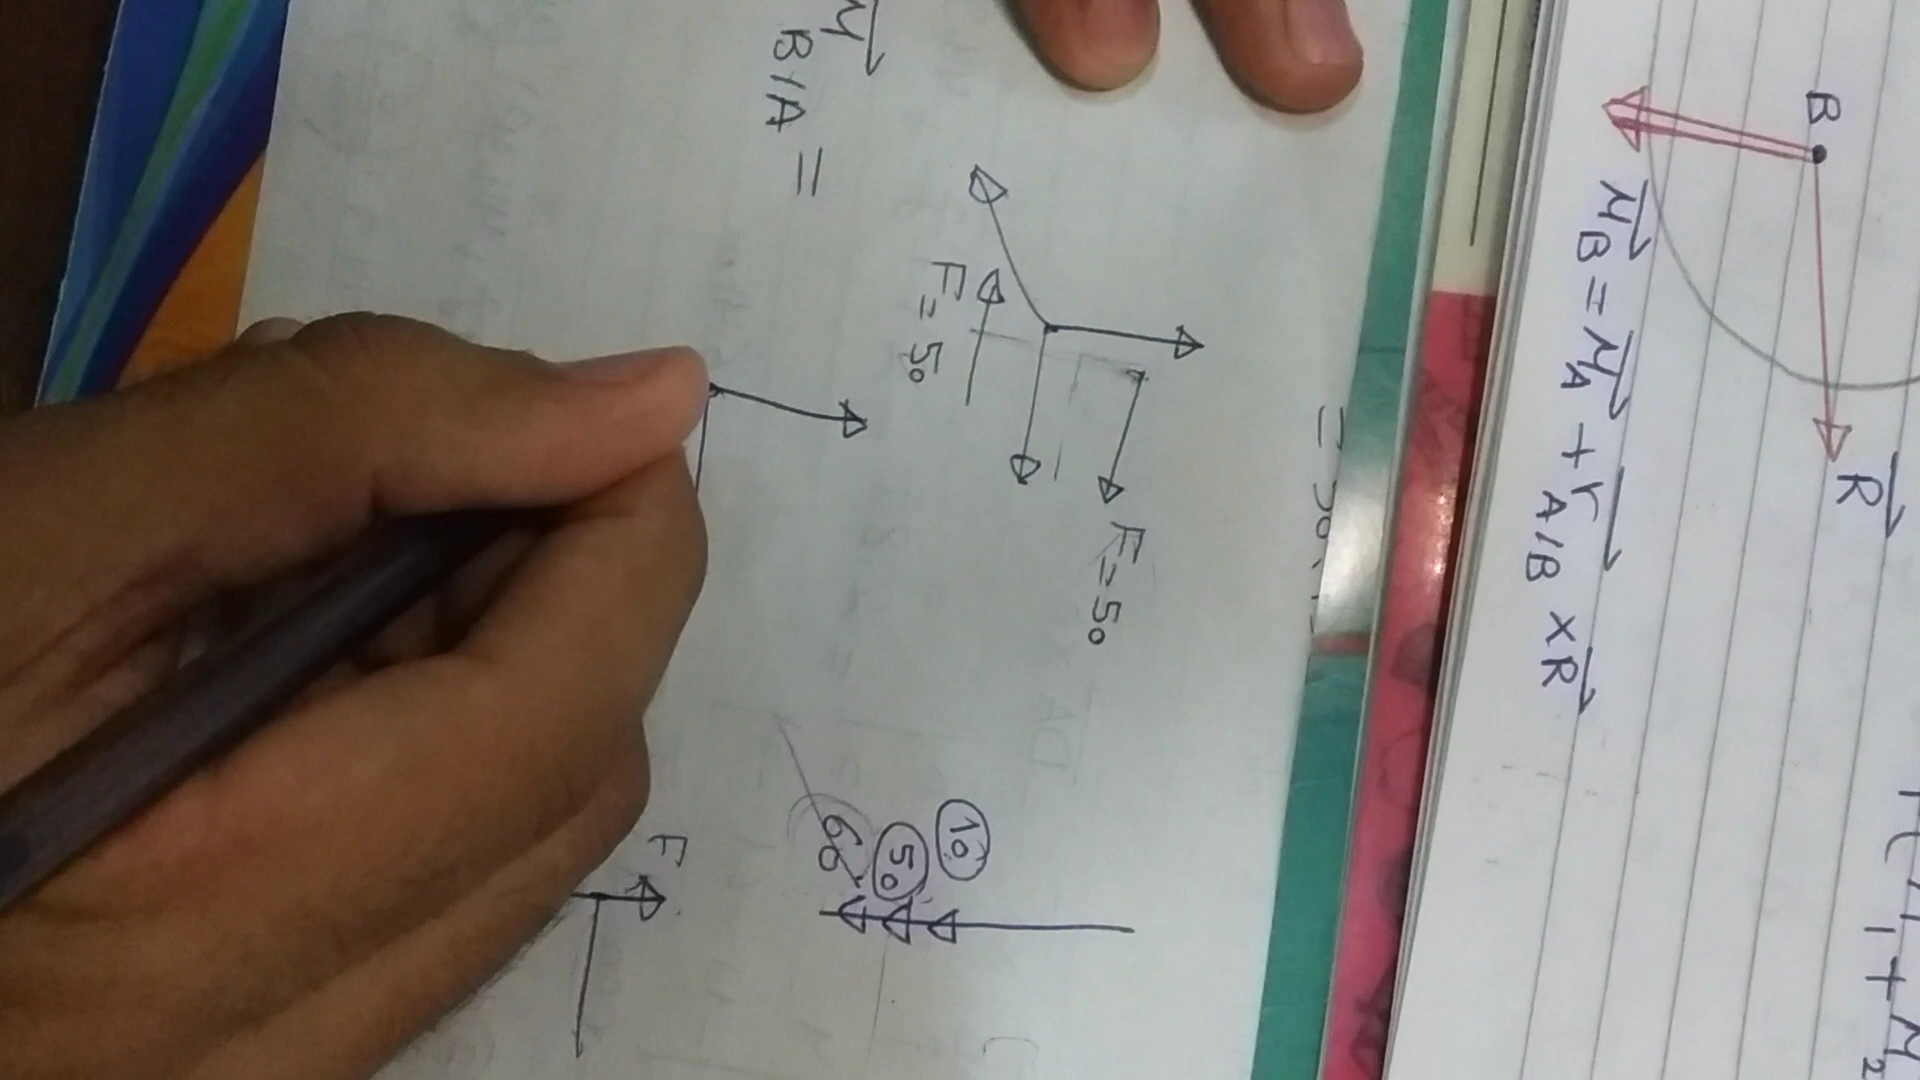 R
B
M_B = M_A + r_A/B × R
F = 50
F = 50
10
50
60
M
B/A =
F